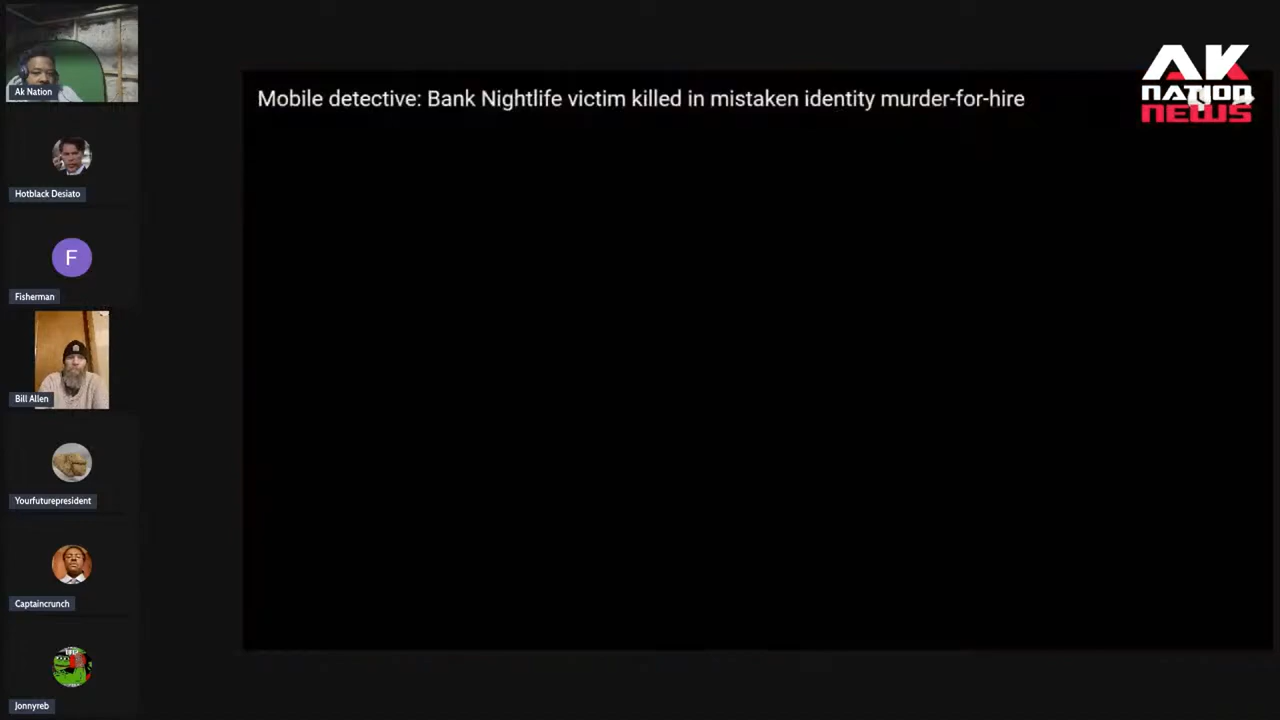 Ak Nation
Mobile detective: Bank Nightlife victim killed in mistaken identity murder-for-hire
AK
NATION
NEWS
Hotblack Desiato
F
Fisherman
Bill Allen
Yourfuturepresident
Captaincrunch
Jonnyreb